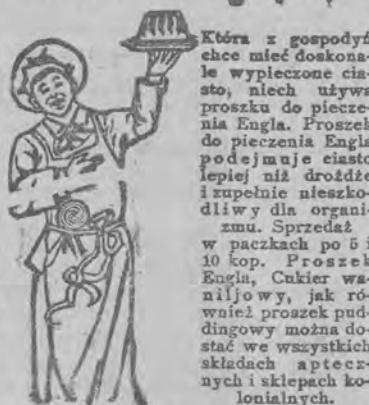 Która z gospodyń
chce mieć doskona-
le wypieczone cia-
sto, niech używa
proszku do piecze-
nia Engla. Proszek
do pieczenia Engla
podejmuje ciasto
lepiej niż drożdże
i zupełnie nieszko-
dliwy dla organi-
zmu. Sprzedaż
w paczkach po 5 i
10 kop. Proszek
Engla, Cukier wa-
niljowy, jak ró-
wnież proszek pud-
dingowy można do-
stać we wszystkich
składach aptecz-
nych i sklepach ko-
lonialnych.